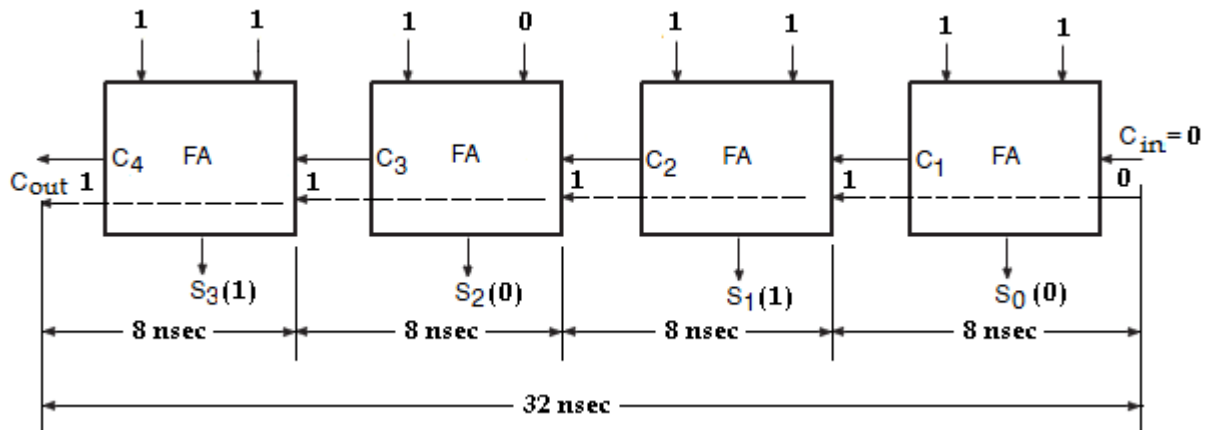 1 1 1 0 1 1 1 1
C4 FA C3 FA C2 FA C1 FA Cin = 0
Cout 1 1 1 1 0
S3(1) S2(0) S1(1) S0(0)
8 nsec 8 nsec 8 nsec 8 nsec
32 nsec